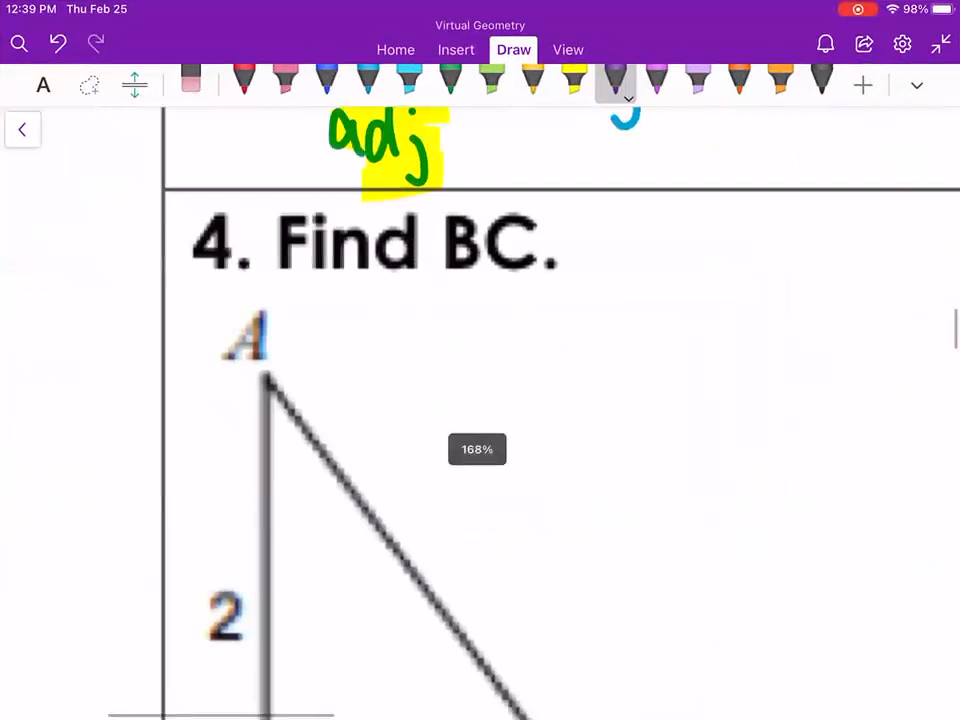 12:39 PM Thu Feb 25
98%
Virtual Geometry
Home Insert Draw View
A
adj
4. Find BC.
A
168%
2